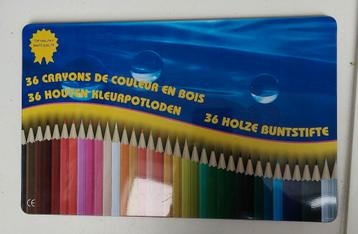 36 CRAYONS DE COULEUR EN BOIS
36 HOUTEN KLEURPOTLODEN
36 HOLZE BUNTSTIFTE
CE